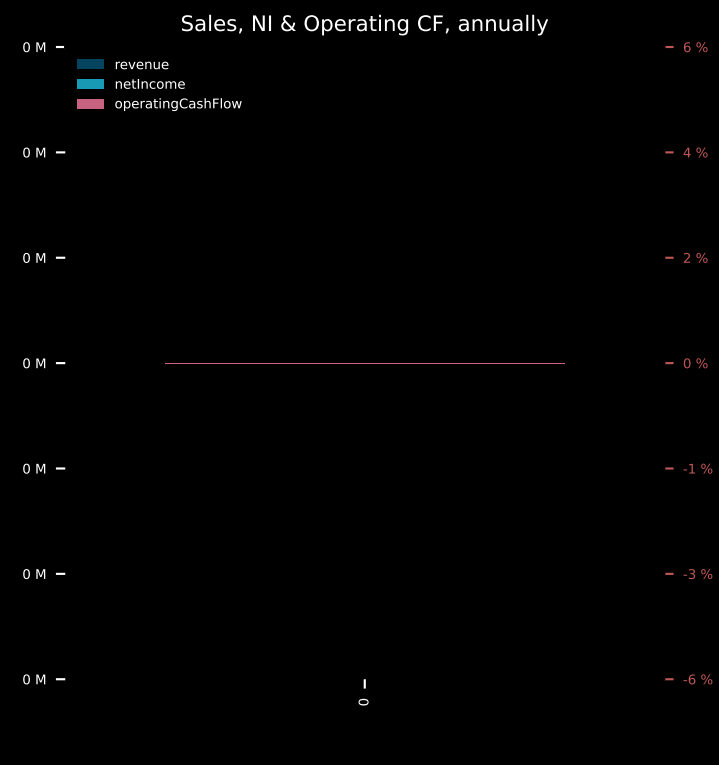 Sales, NI & Operating CF, annually
0 M
6 %
revenue
netIncome
operatingCashFlow
0 M
4 %
0 M
2 %
0 M
0 %
0 M
-1 %
0 M
-3 %
0 M
-6 %
0